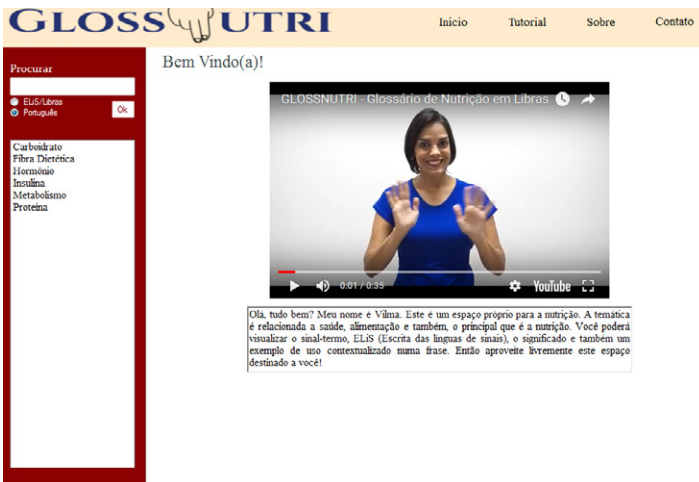 GLOSSNUTRI
Início
Tutorial
Sobre
Contato
Procurar
ELiS/Libras
Português
Ok
Carboidrato
Fibra Dietética
Hormônio
Insulina
Metabolismo
Proteína
Bem Vindo(a)!
GLOSSNUTRI - Glossário de Nutrição em Libras
0:01 / 0:35
YouTube
Olá, tudo bem? Meu nome é Vilma. Este é um espaço próprio para a nutrição. A temática
é relacionada a saúde, alimentação e também, o principal que é a nutrição. Você poderá
visualizar o sinal-termo, ELiS (Escrita das línguas de sinais), o significado e também um
exemplo de uso contextualizado numa frase. Então aproveite livremente este espaço
destinado a você!